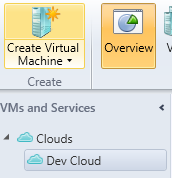 Create Virtual
Machine
Overview
Create
VMs and Services
Clouds
Dev Cloud